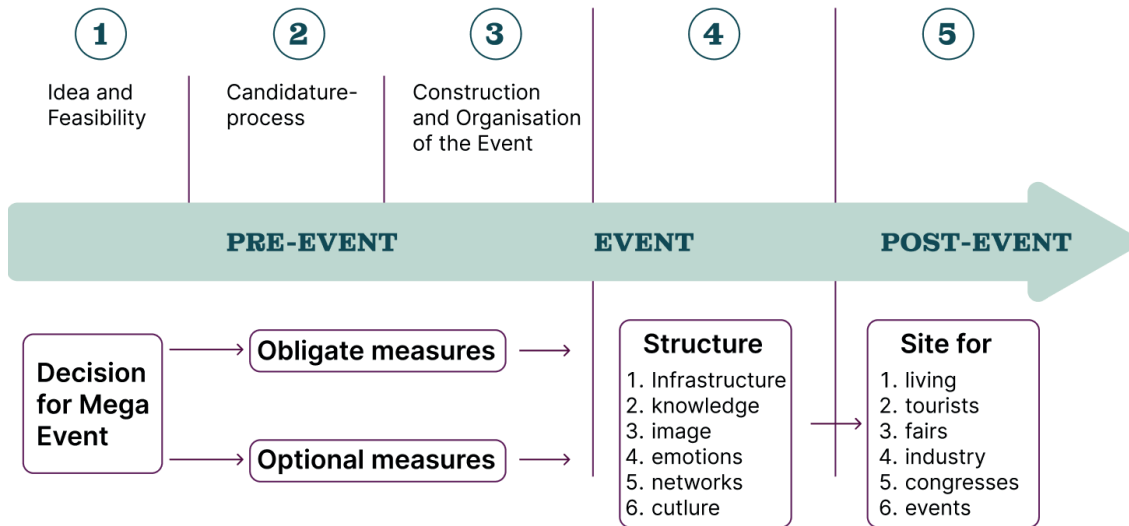 1
2
3
4
5
Idea and
Feasibility
Candidature-
process
Construction
and Organisation
of the Event
PRE-EVENT
EVENT
POST-EVENT
Decision
for Mega
Event
Obligate measures
Optional measures
Structure
1. Infrastructure
2. knowledge
3. image
4. emotions
5. networks
6. cutlure
Site for
1. living
2. tourists
3. fairs
4. industry
5. congresses
6. events